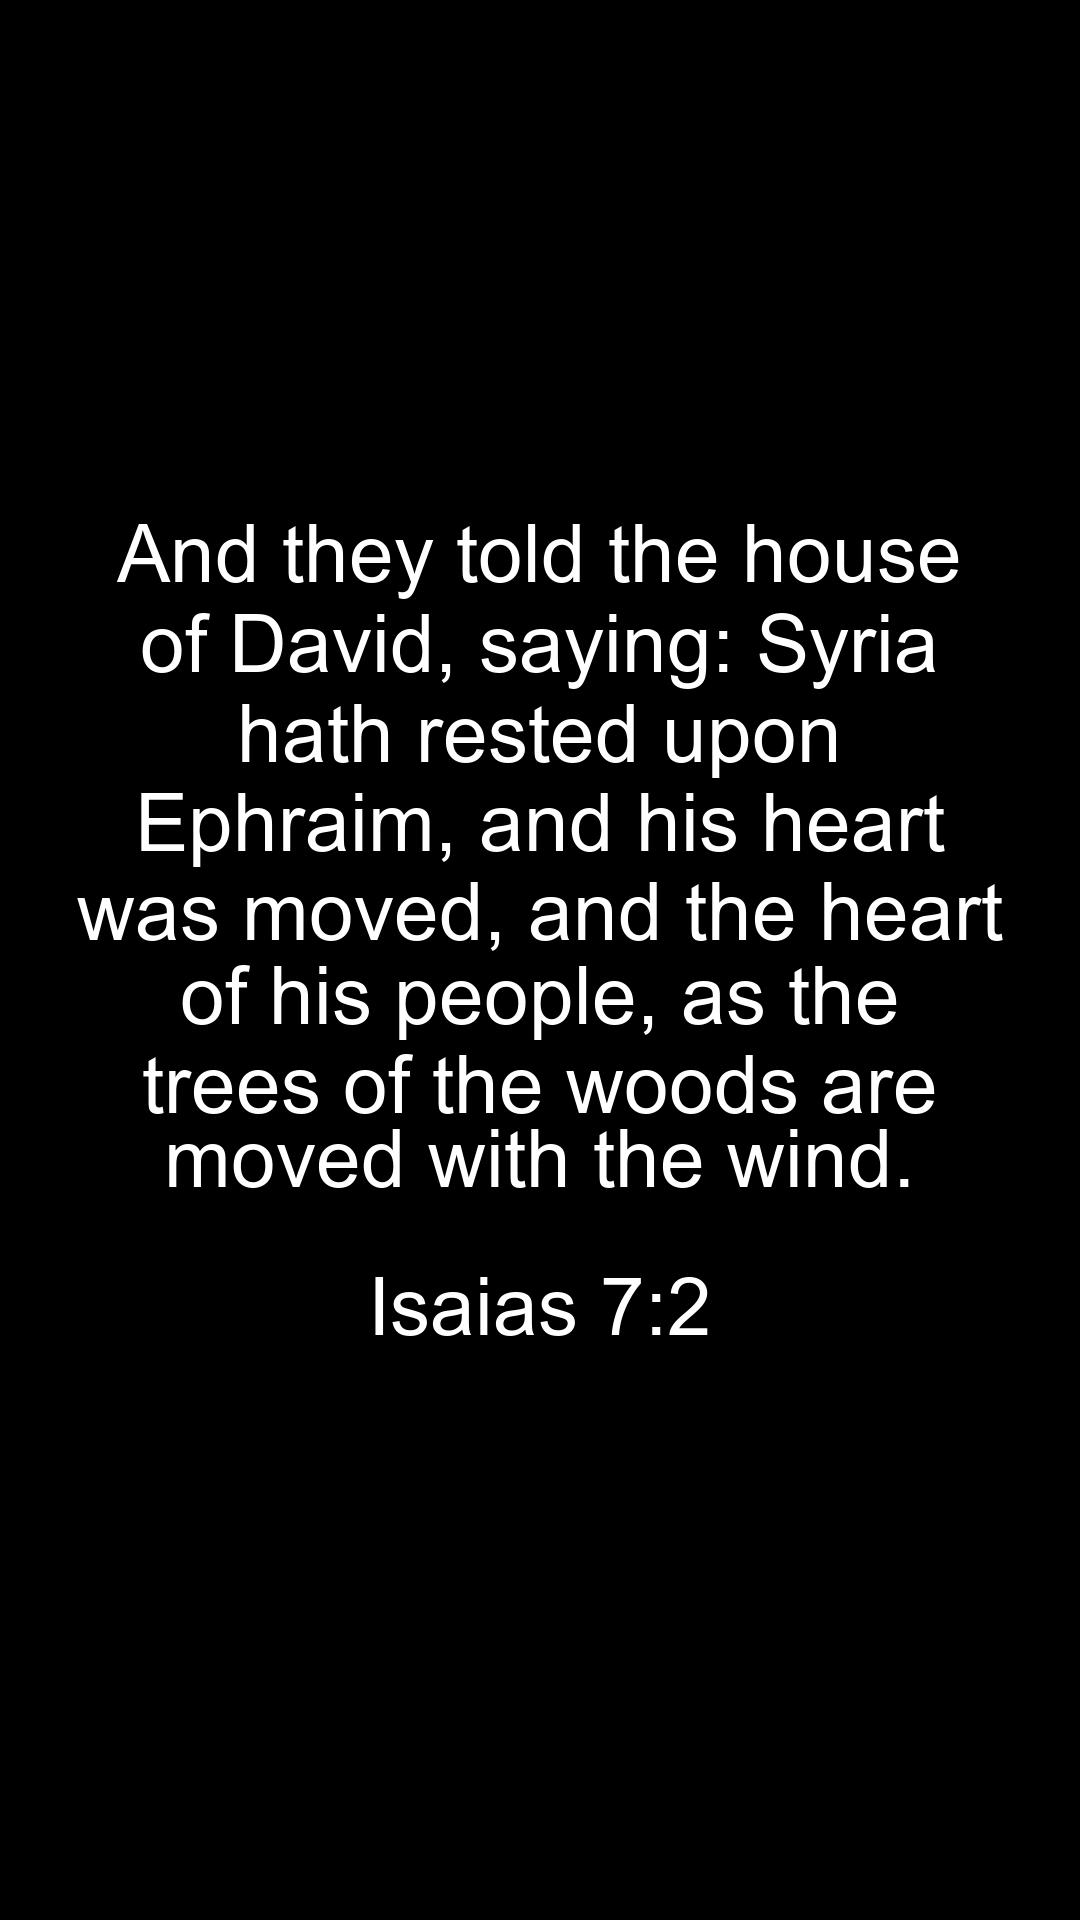 And they told the house
of David, saying: Syria
hath rested upon
Ephraim, and his heart
was moved, and the heart
of his people, as the
trees of the woods are
moved with the wind.
Isaias 7:2